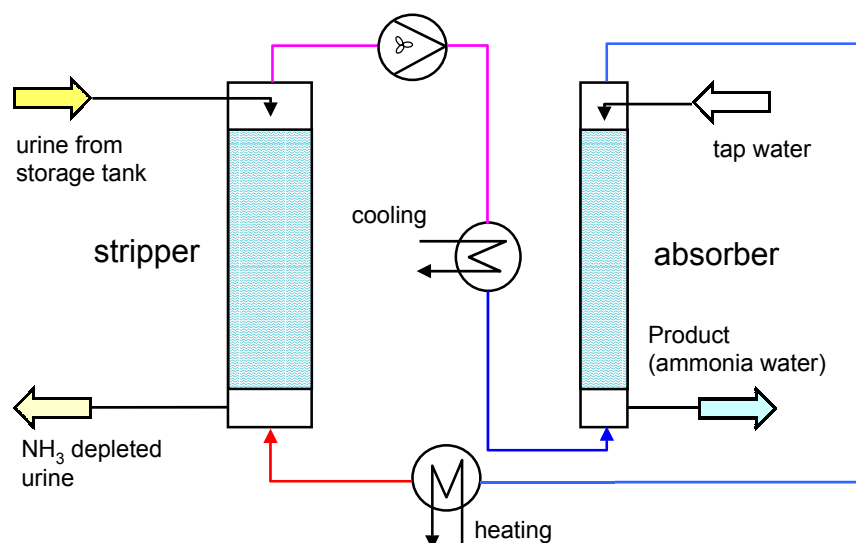 urine from
storage tank
tap water
cooling
stripper
absorber
Product
(ammonia water)
NH₃ depleted
urine
heating